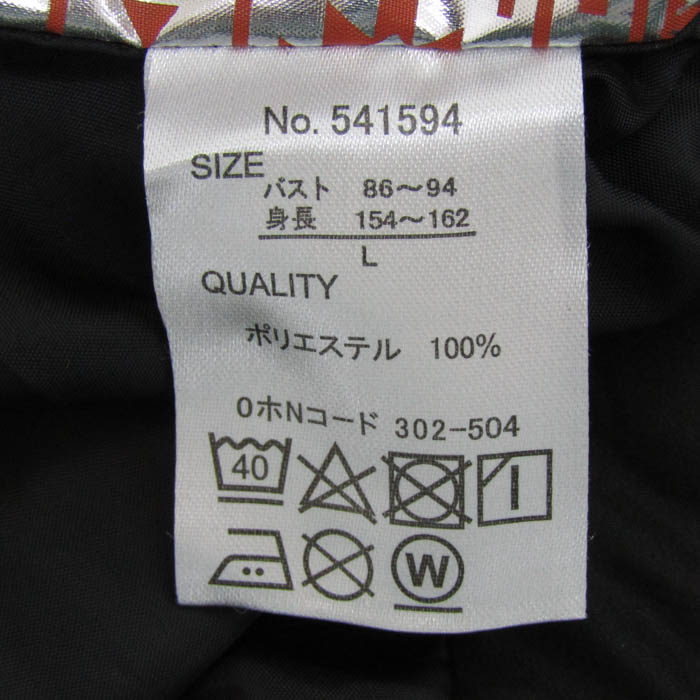 No. 541594
SIZE
バスト 86～94
身長 154～162
L
QUALITY
ポリエステル 100%
OホNコード 302-504
40
W